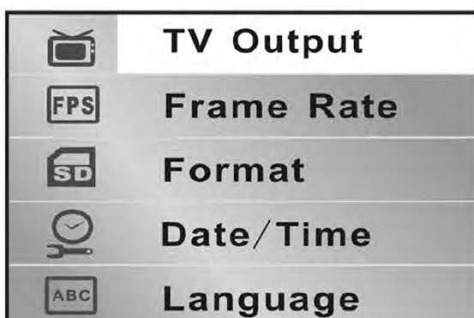 TV Output
FPS Frame Rate
SD Format
Date/Time
ABC Language